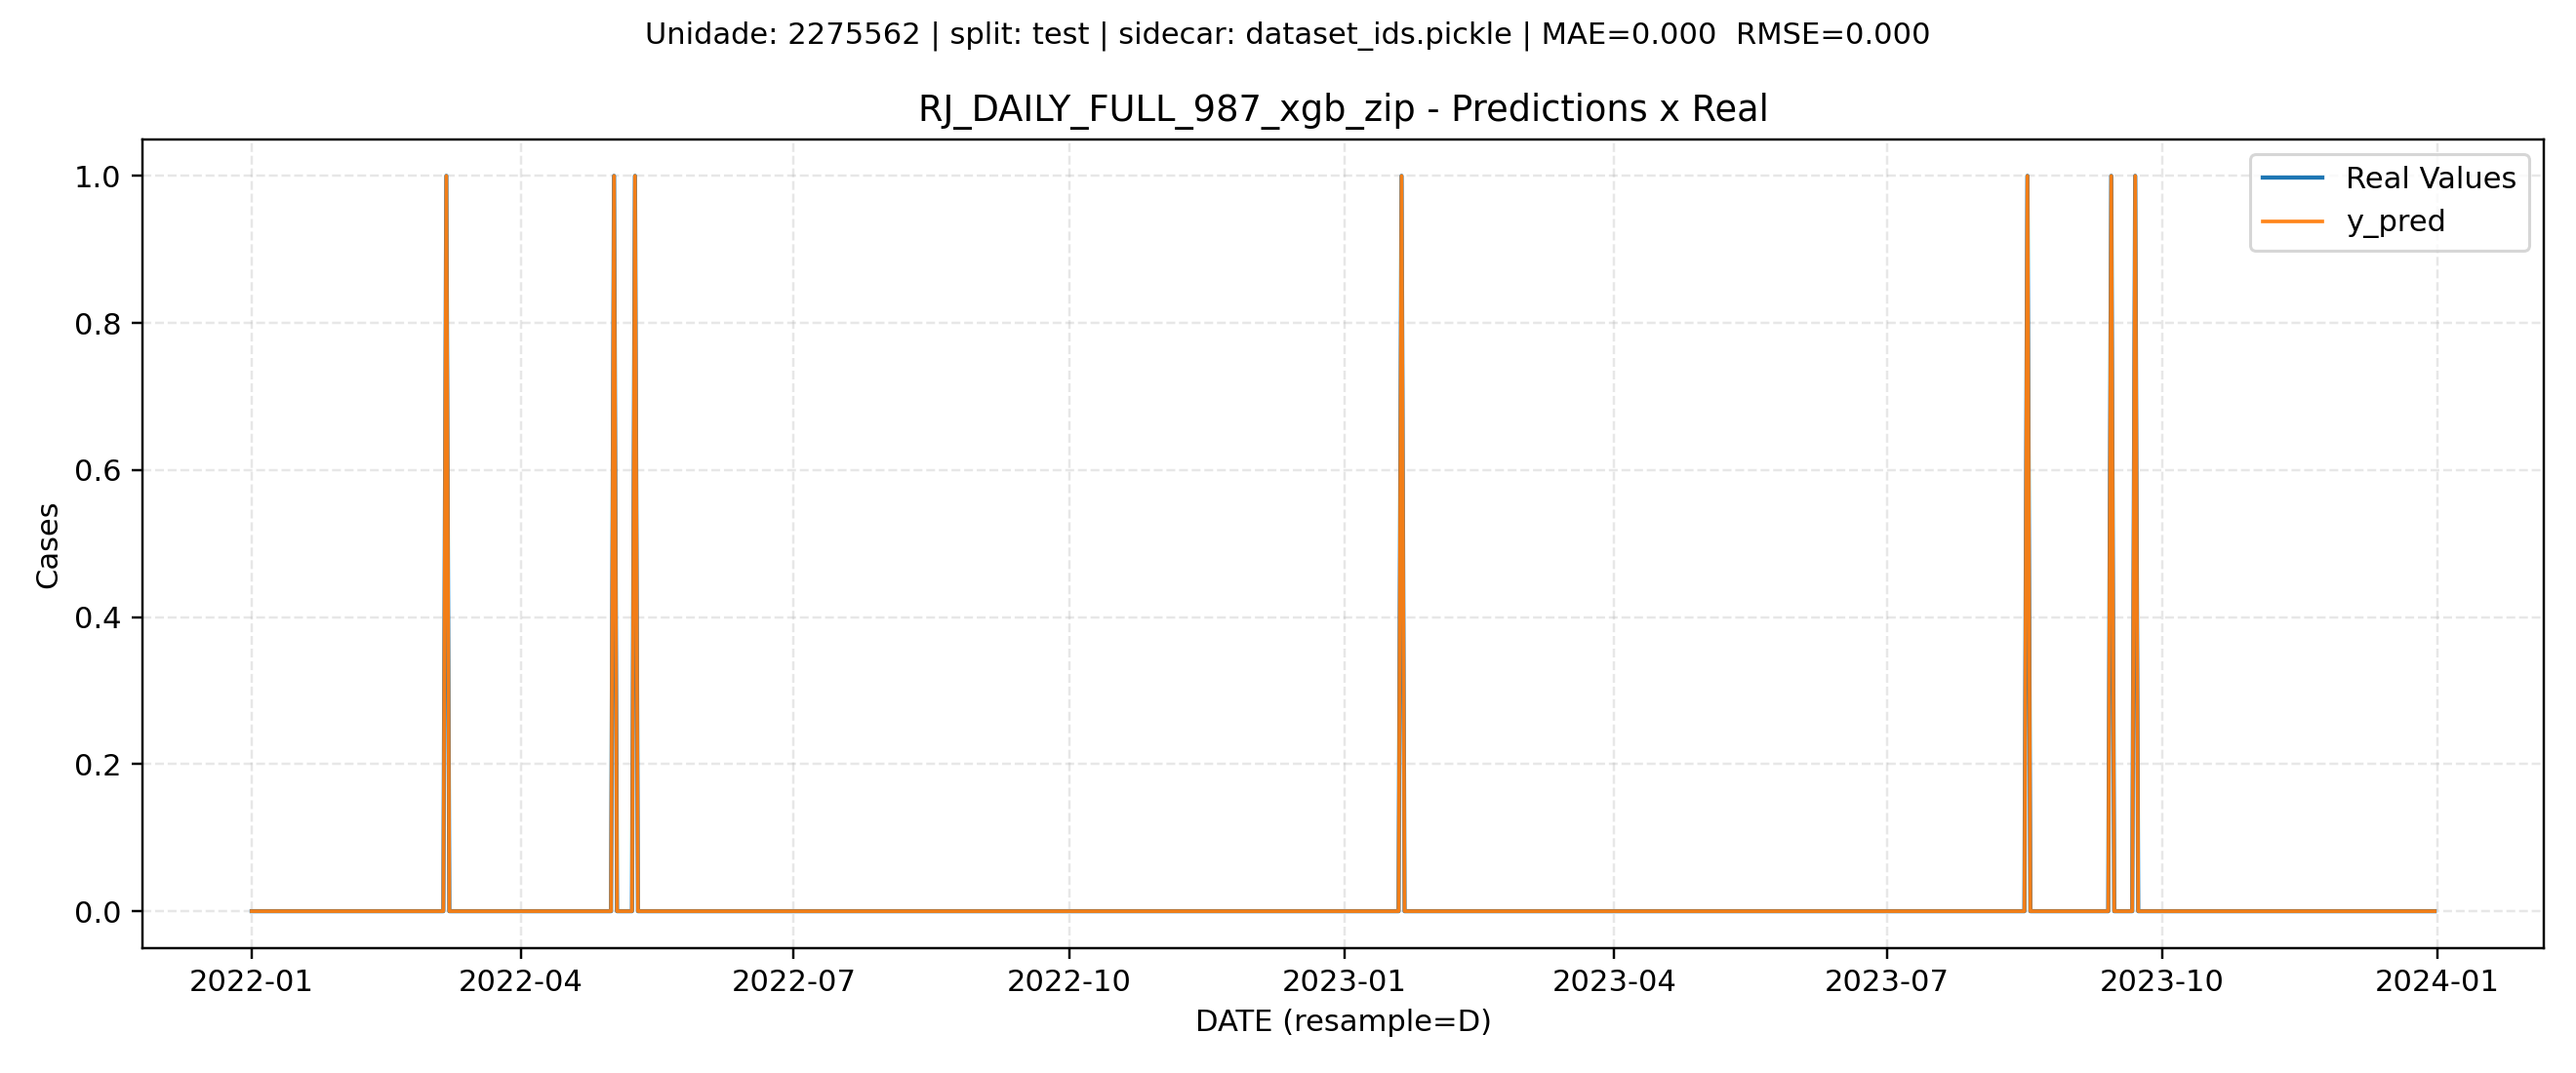 Unidade: 2275562 | split: test | sidecar: dataset_ids.pickle | MAE=0.000  RMSE=0.000
RJ_DAILY_FULL_987_xgb_zip - Predictions x Real
Real Values
y_pred
Cases
1.0
0.8
0.6
0.4
0.2
0.0
2022-01 2022-04 2022-07 2022-10 2023-01 2023-04 2023-07 2023-10 2024-01
DATE (resample=D)